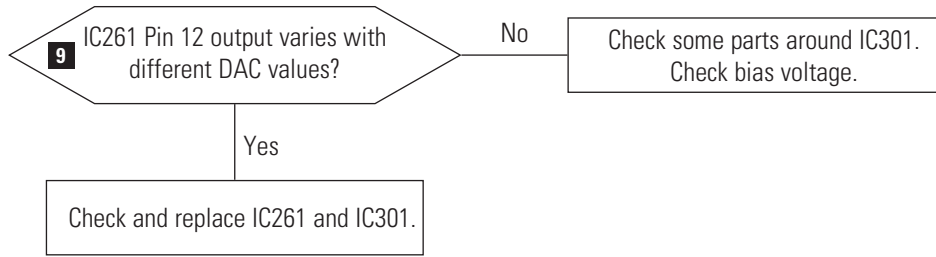 9
IC261 Pin 12 output varies with
different DAC values?
No
Check some parts around IC301.
Check bias voltage.
Yes
Check and replace IC261 and IC301.